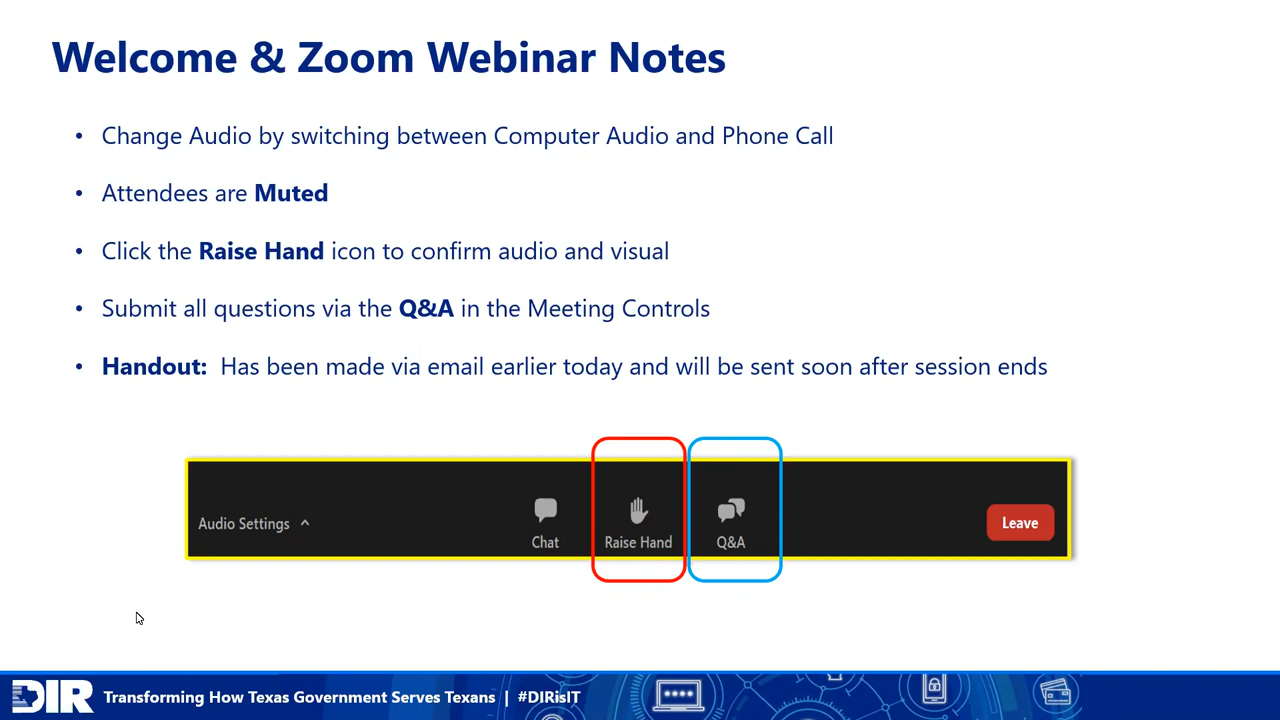 Welcome & Zoom Webinar Notes
• Change Audio by switching between Computer Audio and Phone Call
• Attendees are Muted
• Click the Raise Hand icon to confirm audio and visual
• Submit all questions via the Q&A in the Meeting Controls
• Handout: Has been made via email earlier today and will be sent soon after session ends
Audio Settings ^
Chat
Raise Hand
Q&A
Leave
DIR Transforming How Texas Government Serves Texans | #DIRisIT